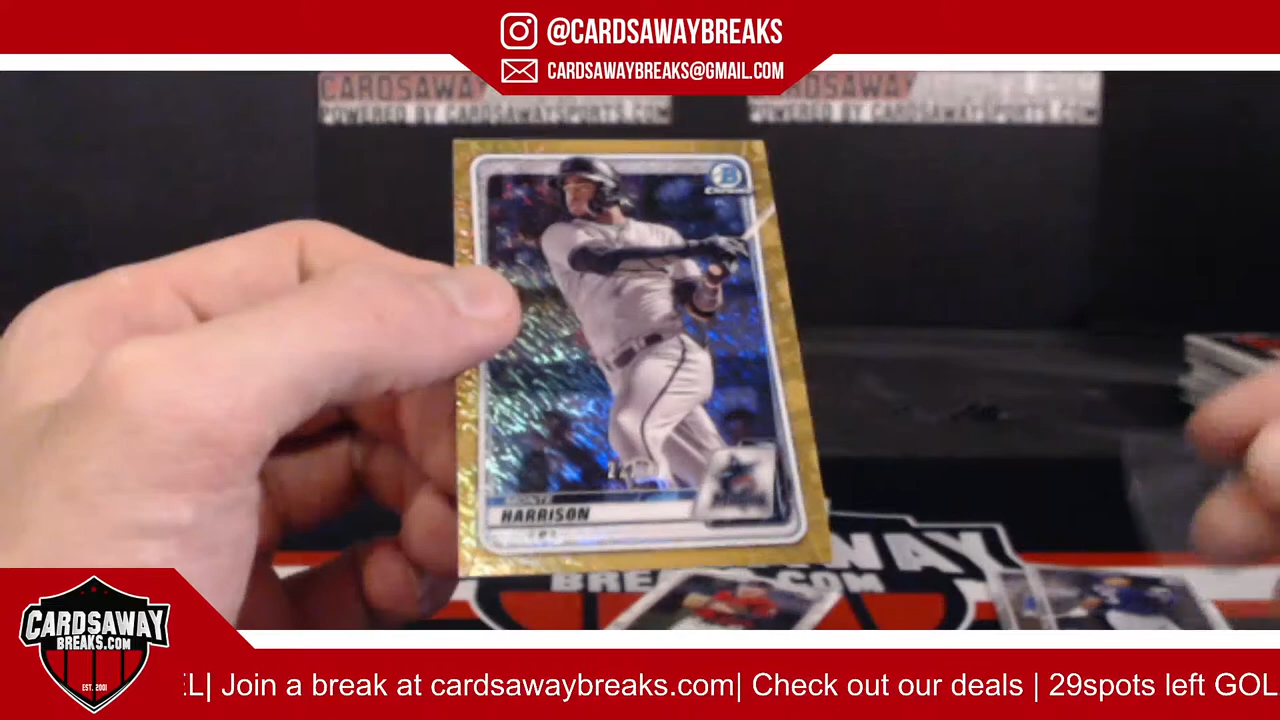 @CARDSAWAYBREAKS
CARDSAWAYBREAKS@GMAIL.COM
CARDSAWAY
CARDSAWAY
POWERED BY CARDSAWAYSPORTS.COM
POWERED BY CARDSAWAYSPORTS.COM
B
HARRISON
CARDSAWAY
BREAKS.COM
EST. 2001
EL| Join a break at cardsawaybreaks.com| Check out our deals | 29spots left GOL